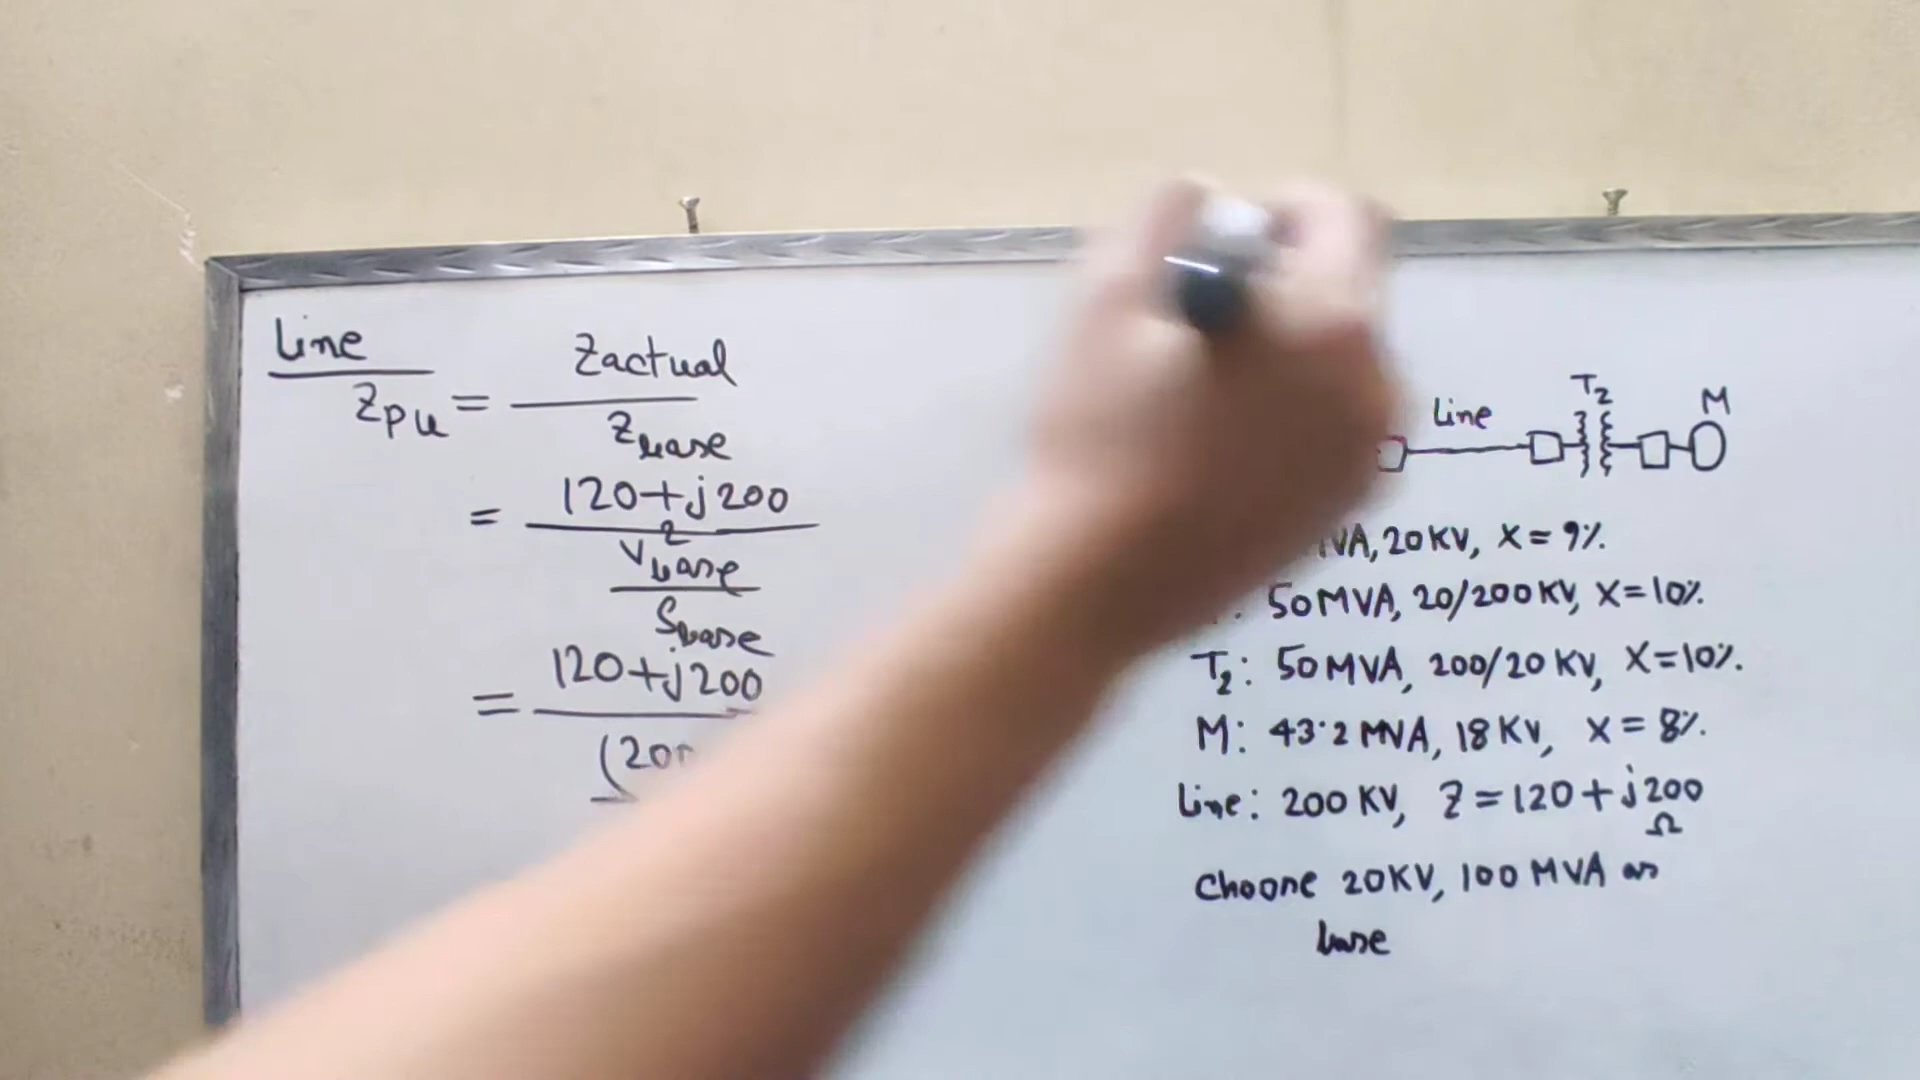 Line
Zpu = Zactual
Zbase
= 120+j200
V²base
Sbase
= 120+j200
(200
Line
T2
M
MVA, 20KV, X=9%
50MVA, 20/200KV, X=10%.
T2: 50MVA, 200/20KV, X=10%.
M: 43.2 MVA, 18KV, X=8%.
Line: 200KV, Z=120+j200
Ω
Choose 20KV, 100 MVA as
base